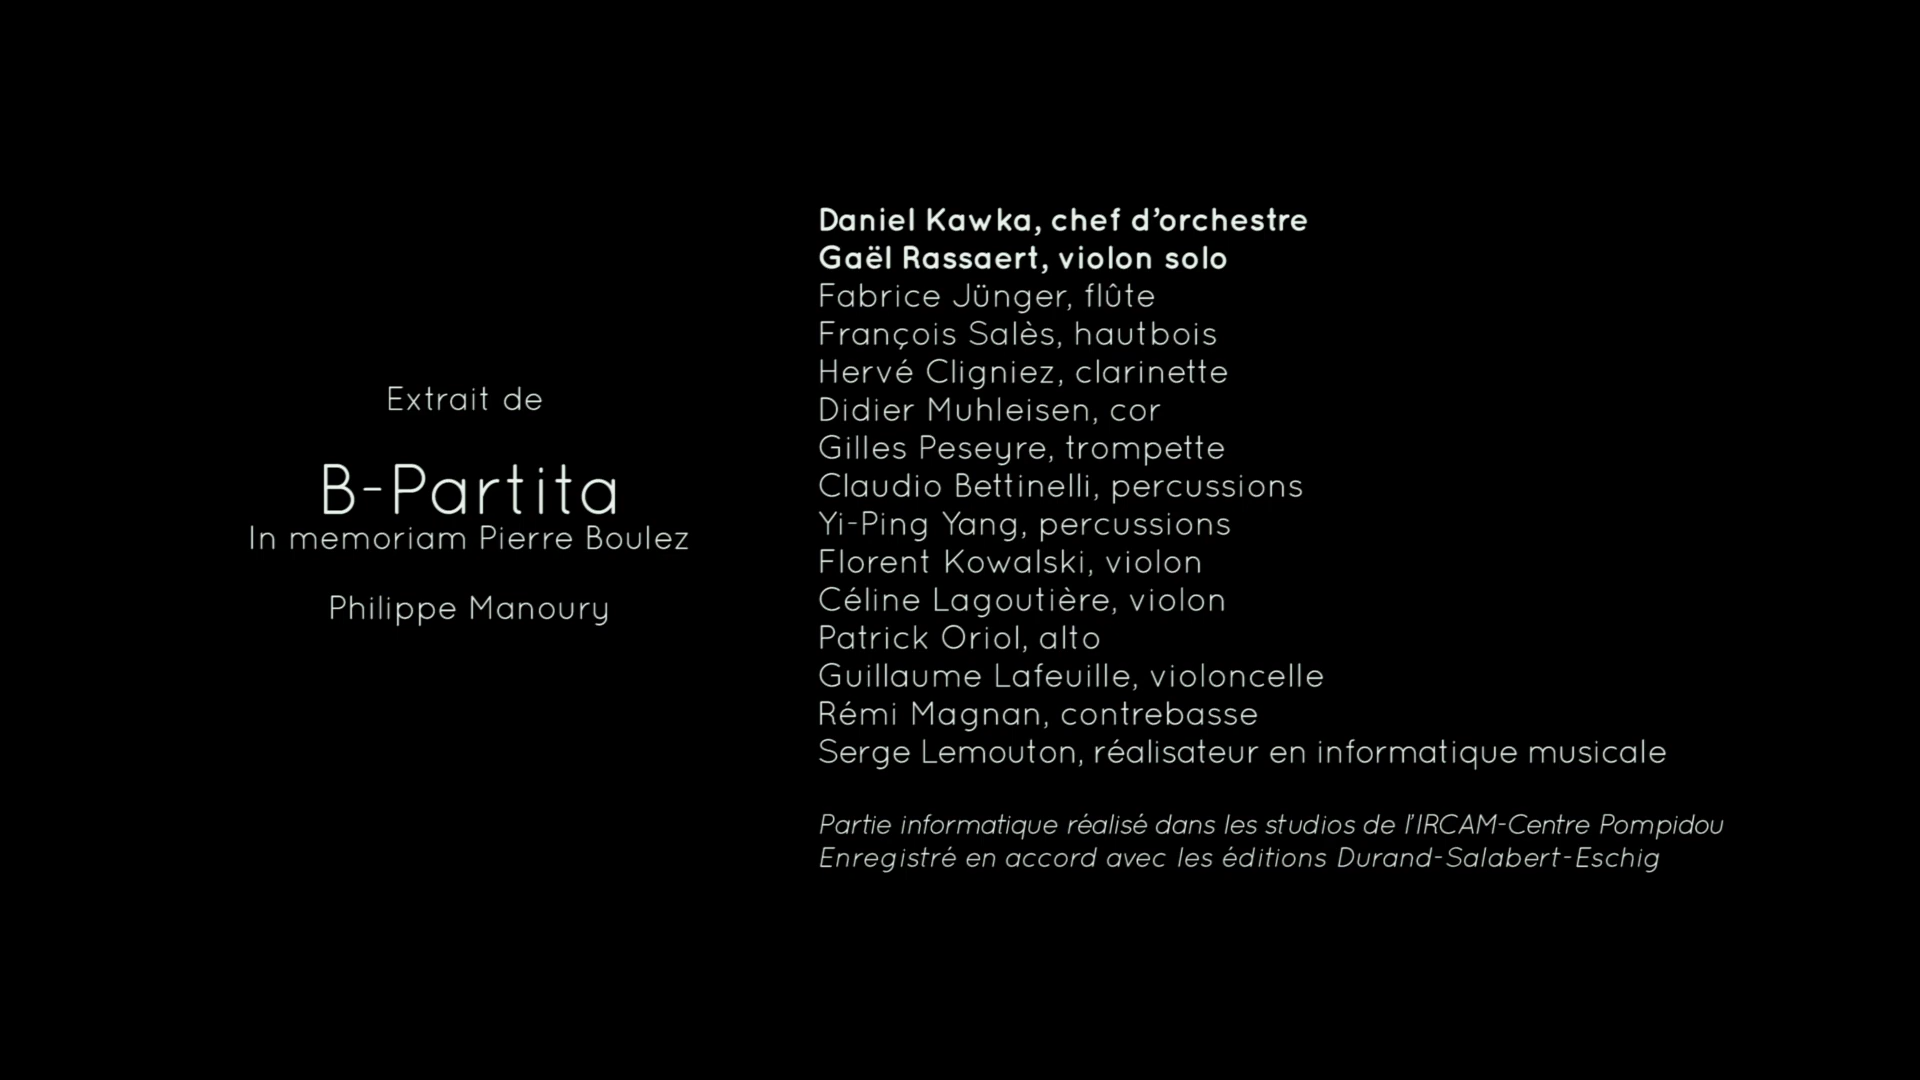 Extrait de
B-Partita
In memoriam Pierre Boulez
Philippe Manoury
Daniel Kawka, chef d’orchestre
Gaël Rassaert, violon solo
Fabrice Jünger, flûte
François Salès, hautbois
Hervé Cligniez, clarinette
Didier Muhleisen, cor
Gilles Peseyre, trompette
Claudio Bettinelli, percussions
Yi-Ping Yang, percussions
Florent Kowalski, violon
Céline Lagoutière, violon
Patrick Oriol, alto
Guillaume Lafeuille, violoncelle
Rémi Magnan, contrebasse
Serge Lemouton, réalisateur en informatique musicale
Partie informatique réalisé dans les studios de l’IRCAM-Centre Pompidou
Enregistré en accord avec les éditions Durand-Salabert-Eschig